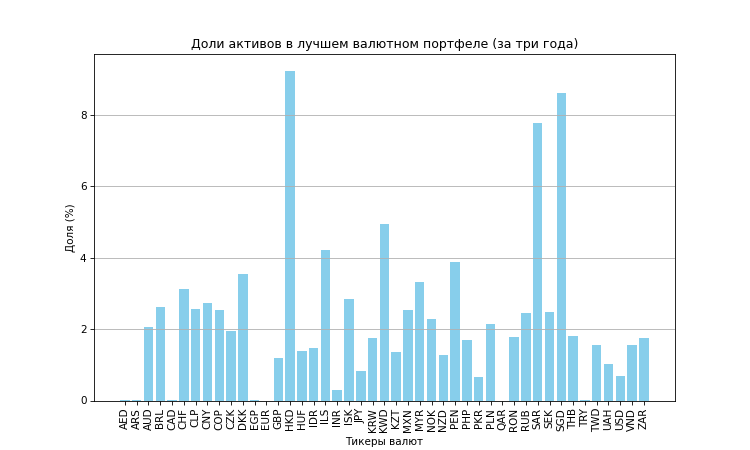 Доли активов в лучшем валютном портфеле (за три года)
Доля (%)
8
6
4
2
0
AED ARS AUD BRL CAD CHF CLP CNY COP CZK DKK EGP EUR GBP HKD HUF IDR ILS INR ISK JPY KRW KWD KZT MXN MYR NOK NZD PEN PHP PKR PLN QAR RON RUB SAR SEK SGD THB TRY TWD UAH USD VND ZAR
Тикеры валют